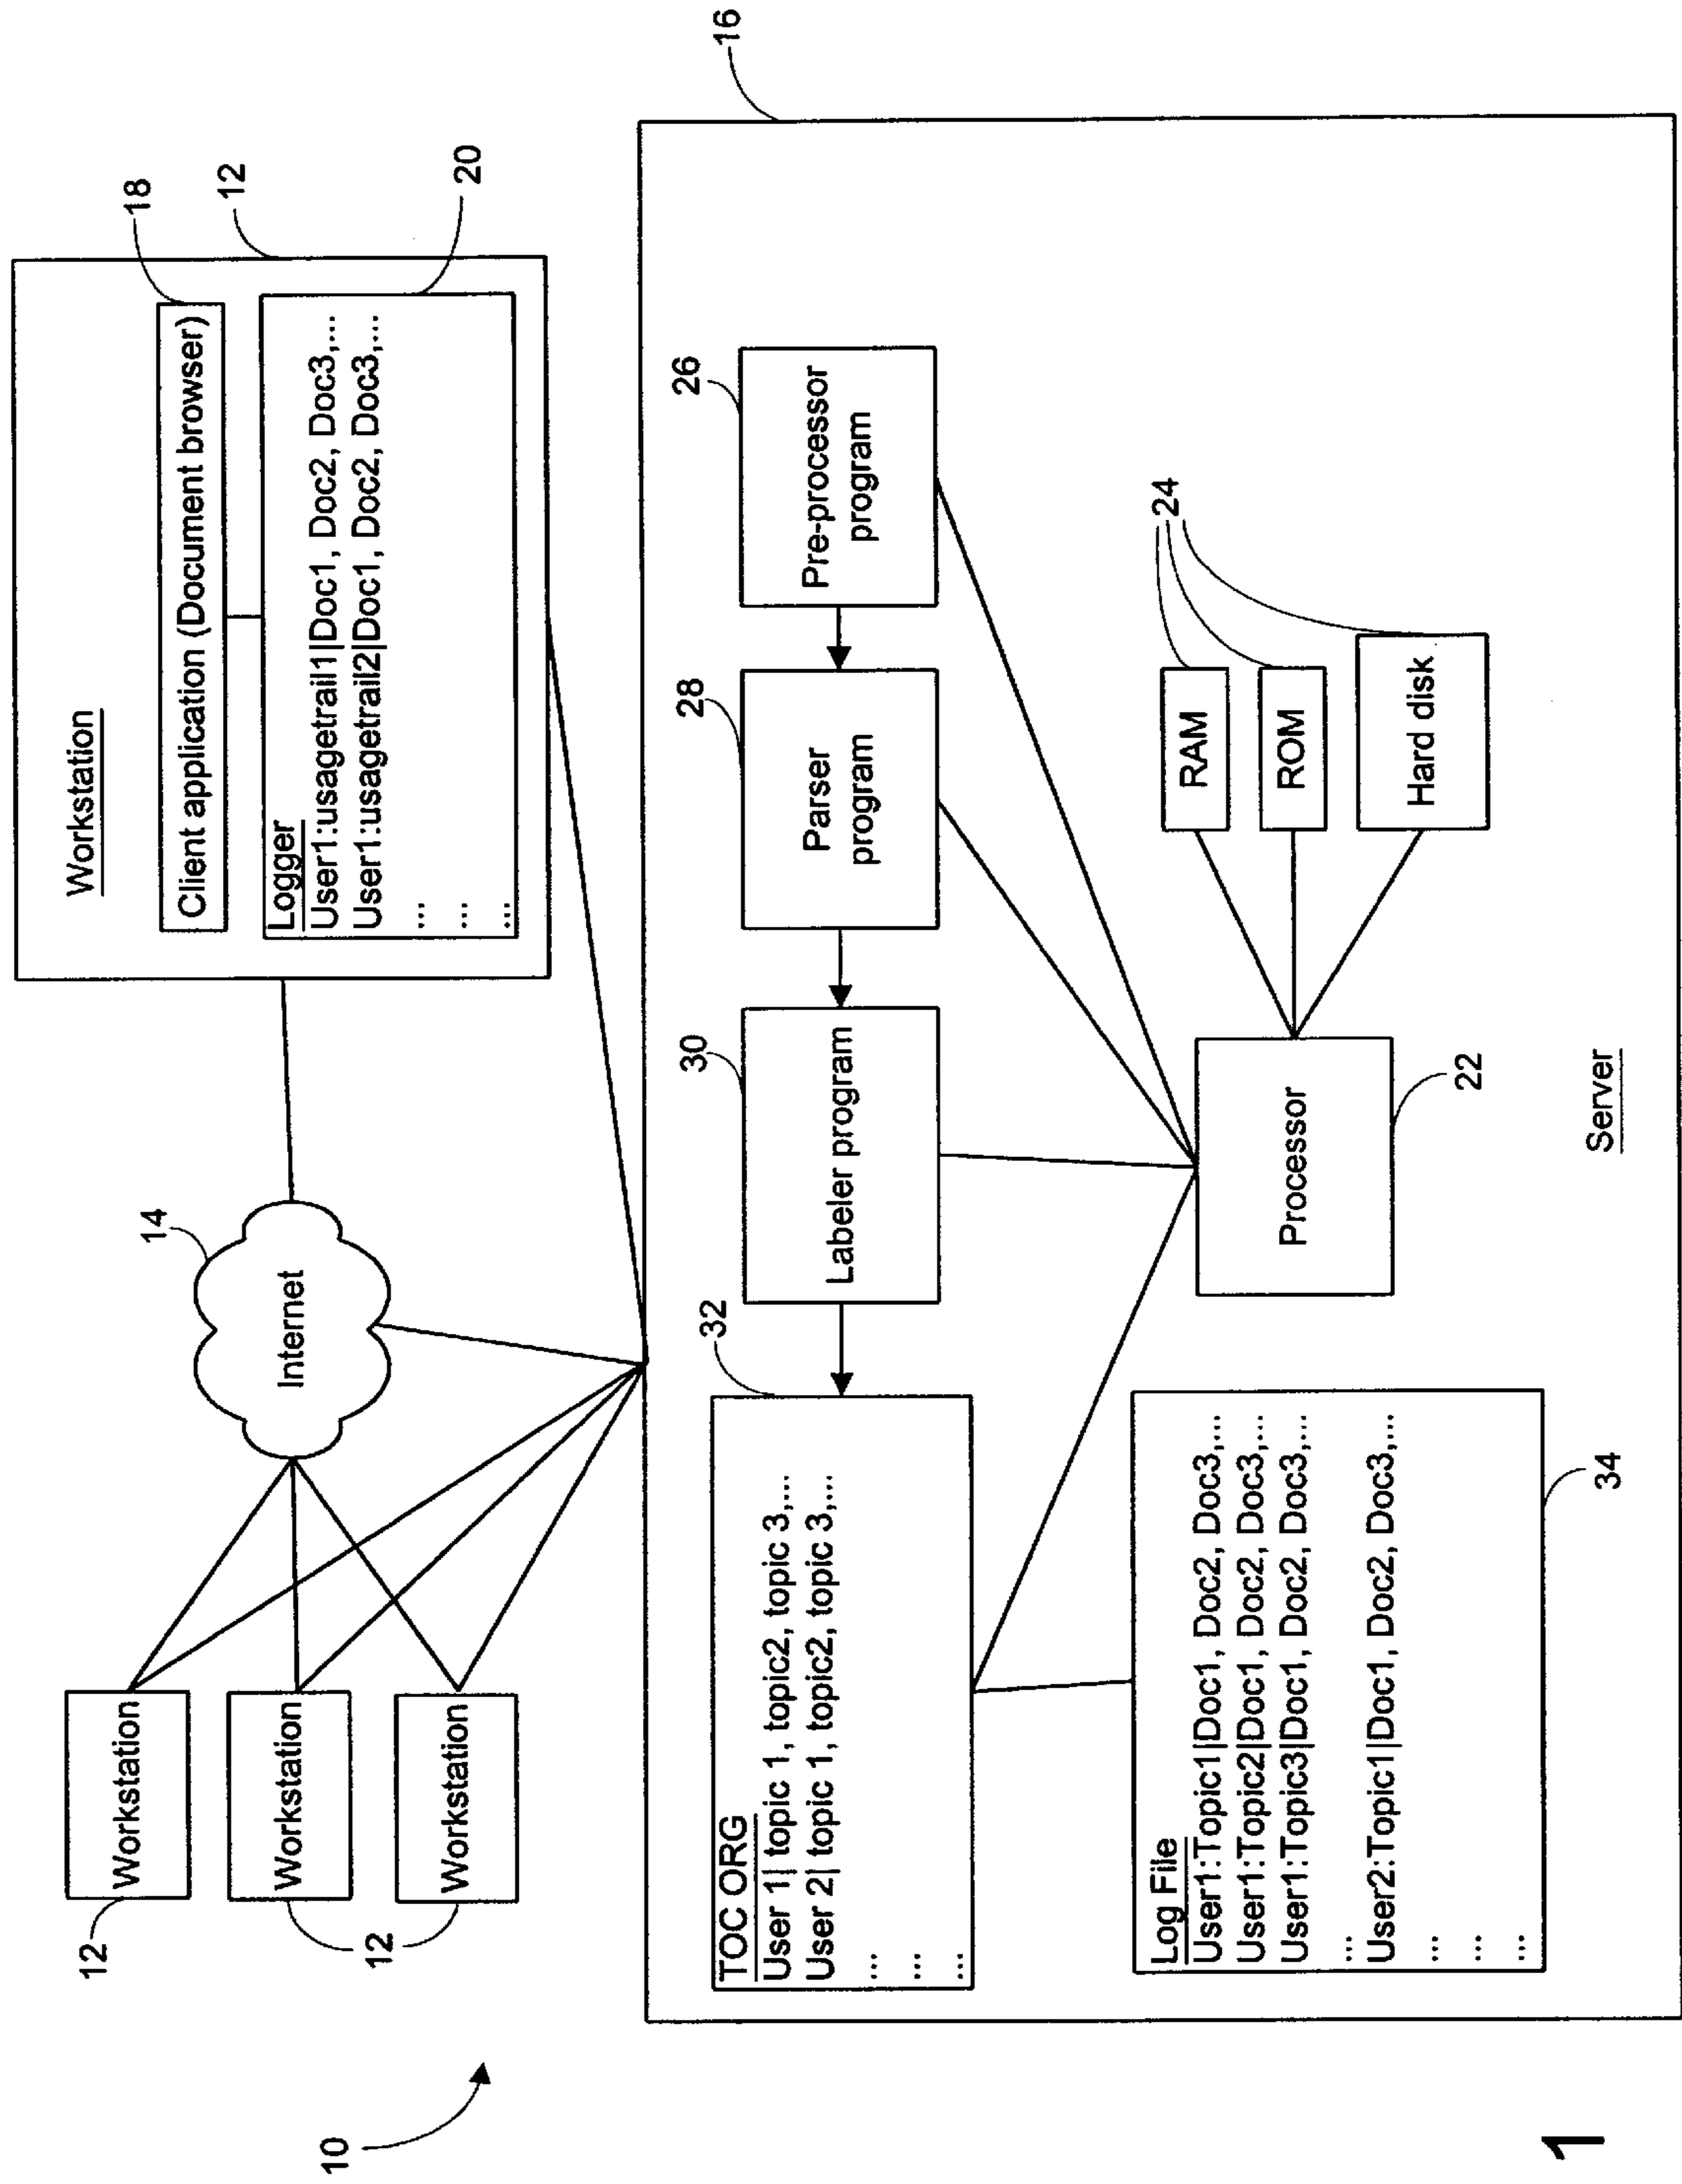 10
12
Workstation
12
Workstation
Workstation
14
Internet
Workstation
18
Client application (Document browser)
12
Logger
User1:usagetrail1|Doc1, Doc2, Doc3,...
User1:usagetrail2|Doc1, Doc2, Doc3,...
...
...
...
20
16
32
TOC ORG
User 1| topic 1, topic2, topic 3,...
User 2| topic 1, topic2, topic 3,...
...
...
...
30
Labeler program
28
Parser
program
26
Pre-processor
program
Log File
User1:Topic1|Doc1, Doc2, Doc3,...
User1:Topic2|Doc1, Doc2, Doc3,...
User1:Topic3|Doc1, Doc2, Doc3,...
...
User2:Topic1|Doc1, Doc2, Doc3,...
...
...
...
34
Processor
22
RAM
ROM
Hard disk
24
Server
1